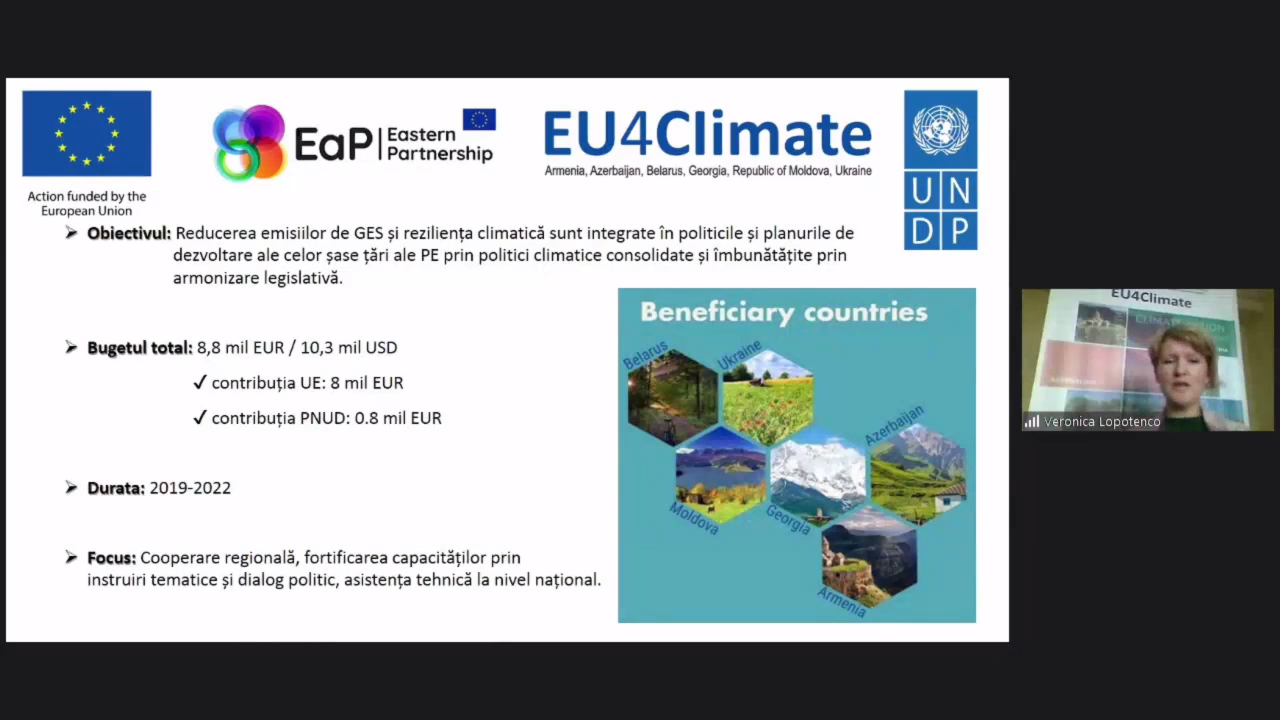 Action funded by the
European Union
EaP
Eastern
Partnership
EU4Climate
Armenia, Azerbaijan, Belarus, Georgia, Republic of Moldova, Ukraine
U N
D P
Obiectivul: Reducerea emisiilor de GES și reziliența climatică sunt integrate în politicile și planurile de
dezvoltare ale celor șase țări ale PE prin politici climatice consolidate și îmbunătățite prin
armonizare legislativă.
Bugetul total: 8,8 mil EUR / 10,3 mil USD
✓ contribuția UE: 8 mil EUR
✓ contribuția PNUD: 0.8 mil EUR
Durata: 2019-2022
Focus: Cooperare regională, fortificarea capacităților prin
instruiri tematice și dialog politic, asistența tehnică la nivel național.
Beneficiary countries
Belarus
Ukraine
Azerbaijan
Moldova
Georgia
Armenia
EU4Climate
Veronica Lopotenco